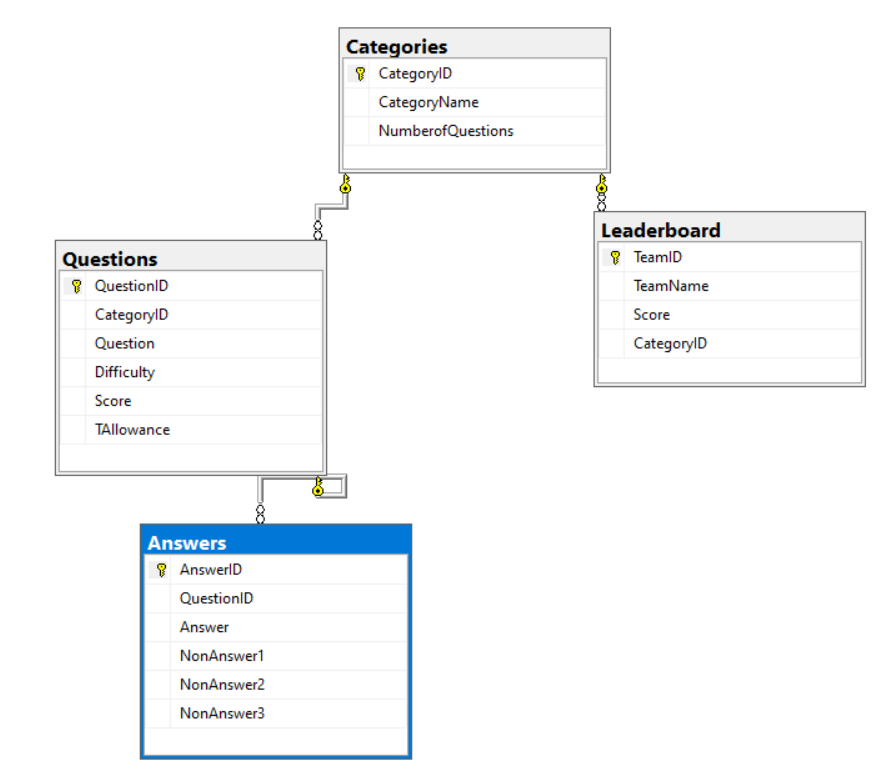 Categories
CategoryID
CategoryName
NumberofQuestions
Leaderboard
TeamID
TeamName
Score
CategoryID
Questions
QuestionID
CategoryID
Question
Difficulty
Score
TAllowance
Answers
AnswerID
QuestionID
Answer
NonAnswer1
NonAnswer2
NonAnswer3